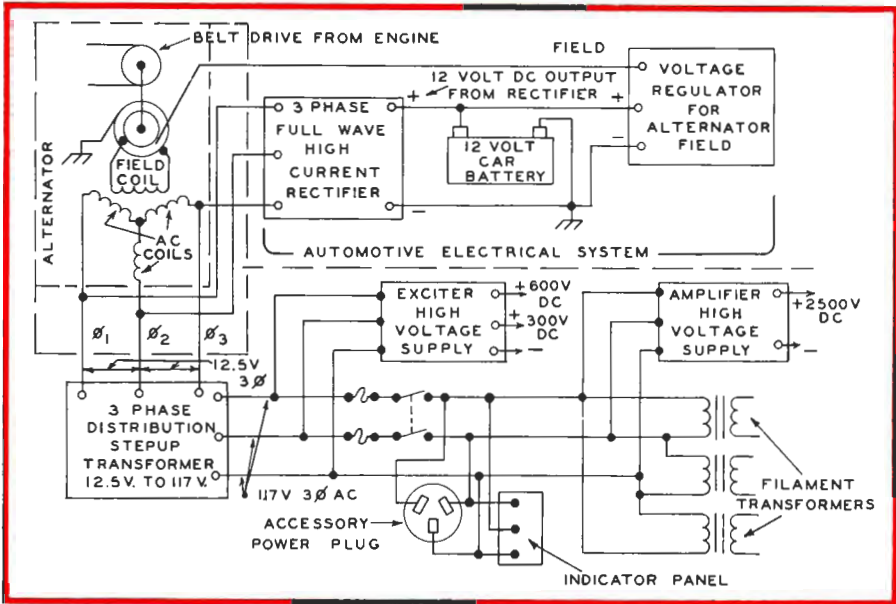 BELT DRIVE FROM ENGINE
FIELD
12 VOLT DC OUTPUT
FROM RECTIFIER
+
3 PHASE
FULL WAVE
HIGH
CURRENT
RECTIFIER
−
12 VOLT
CAR
BATTERY
+
−
VOLTAGE
REGULATOR
FOR
ALTERNATOR
FIELD
ALTERNATOR
FIELD
COIL
AC
COILS
AUTOMOTIVE ELECTRICAL SYSTEM
EXCITER
HIGH
VOLTAGE
SUPPLY
+600V
DC
+
300V
DC
−
AMPLIFIER
HIGH
VOLTAGE
SUPPLY
+2500V
DC
−
Ø1
Ø2
Ø3
12.5V
3Ø
3 PHASE
DISTRIBUTION
STEPUP
TRANSFORMER
12.5V. TO 117 V.
117V 3Ø AC
ACCESSORY
POWER PLUG
INDICATOR PANEL
FILAMENT
TRANSFORMERS